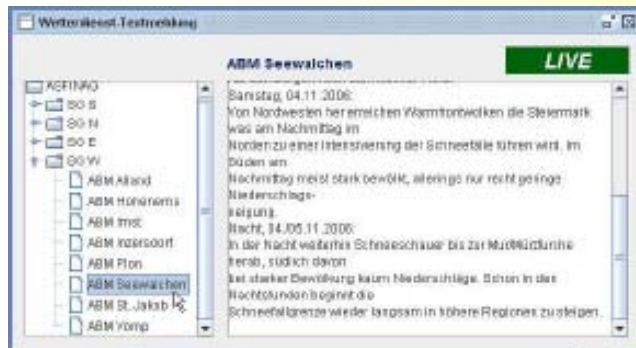 Wetterdienst-Textmeldung
ABM Seewalchen
LIVE
ASFINAG
SG S
SG N
SG E
SG W
ABM Alland
ABM Hohenems
ABM Imst
ABM Inzersdorf
ABM Plon
ABM Seewalchen
ABM St. Jakob
ABM Vomp
Samstag, 04.11.2006:
Von Nordwesten her erreichen Warmfrontwolken die Steiermark
was am Nachmittag im
Norden zu einer Intensivierung der Schneefälle führen wird. Im
Süden am
Nachmittag meist stark bewölkt, allerings nur recht geringe
Niederschlags-
neigung.
Nacht, 04./05.11.2006:
In der Nacht weiterhin Schneeschauer bis zur
herab, südlich davon
bei starker Bewölkung kaum Niederschläge. Schon in den
Nachtstunden beginnt die
Schneefallgrenze wieder langsam in höhere Regionen zu steigen.